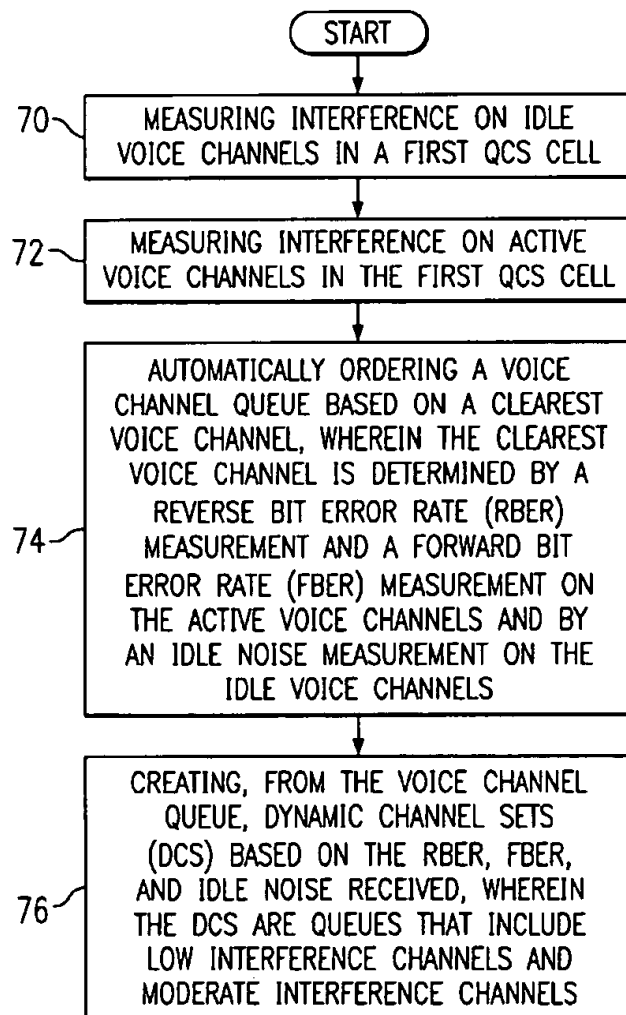 START
70
MEASURING INTERFERENCE ON IDLE
VOICE CHANNELS IN A FIRST QCS CELL
72
MEASURING INTERFERENCE ON ACTIVE
VOICE CHANNELS IN THE FIRST QCS CELL
74
AUTOMATICALLY ORDERING A VOICE
CHANNEL QUEUE BASED ON A CLEAREST
VOICE CHANNEL, WHEREIN THE CLEAREST
VOICE CHANNEL IS DETERMINED BY A
REVERSE BIT ERROR RATE (RBER)
MEASUREMENT AND A FORWARD BIT
ERROR RATE (FBER) MEASUREMENT ON
THE ACTIVE VOICE CHANNELS AND BY
AN IDLE NOISE MEASUREMENT ON THE
IDLE VOICE CHANNELS
76
CREATING, FROM THE VOICE CHANNEL
QUEUE, DYNAMIC CHANNEL SETS
(DCS) BASED ON THE RBER, FBER,
AND IDLE NOISE RECEIVED, WHEREIN
THE DCS ARE QUEUES THAT INCLUDE
LOW INTERFERENCE CHANNELS AND
MODERATE INTERFERENCE CHANNELS